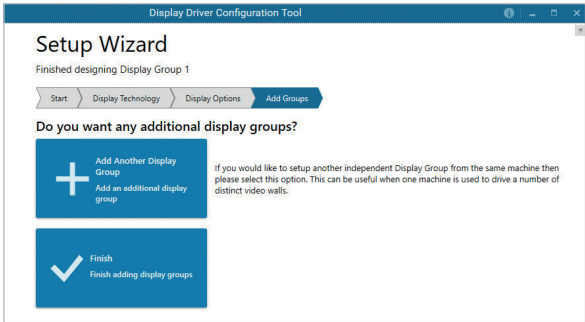 Display Driver Configuration Tool
Setup Wizard
Finished designing Display Group 1
Start Display Technology Display Options Add Groups
Do you want any additional display groups?
Add Another Display
Group
Add an additional display
group
If you would like to setup another independent Display Group from the same machine then
please select this option. This can be useful when one machine is used to drive a number of
distinct video walls.
Finish
Finish adding display groups